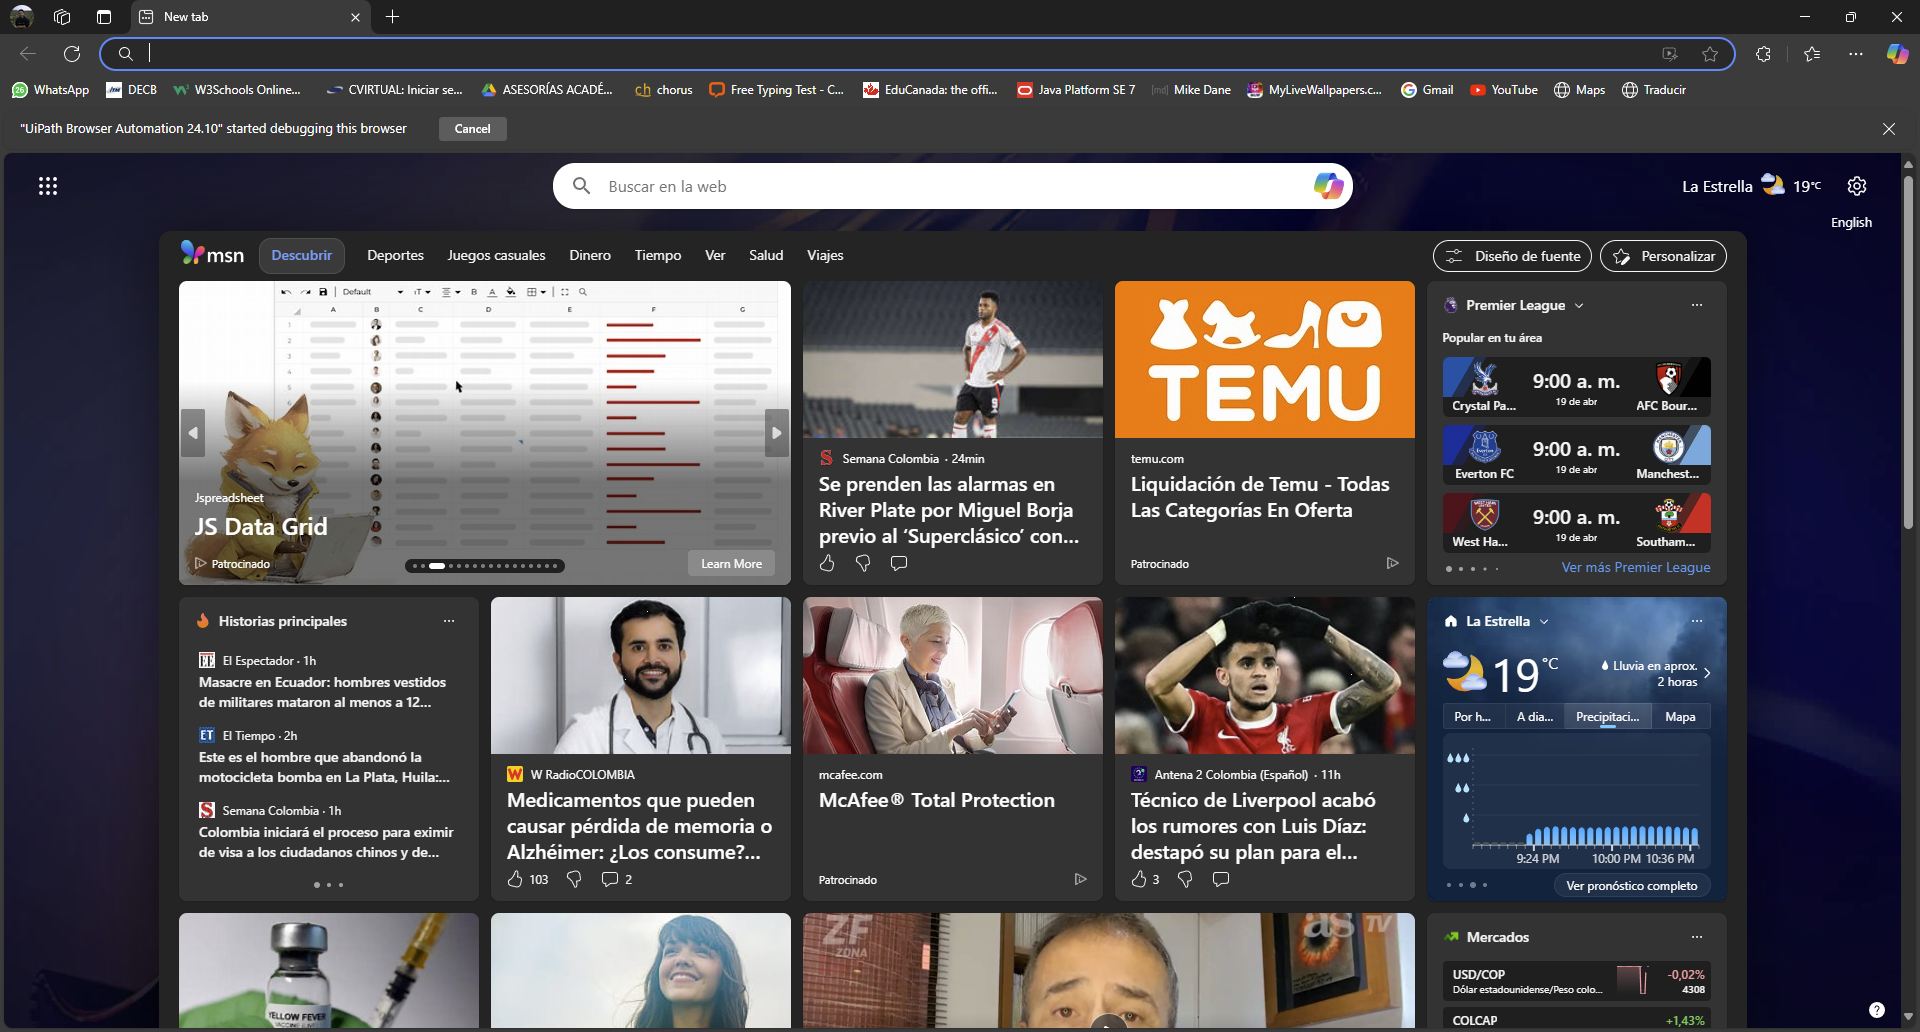 New tab
WhatsApp
DECB
W3Schools Online...
CVIRTUAL: Iniciar se...
ASESORÍAS ACADÉ...
chorus
Free Typing Test - C...
EduCanada: the offi...
Java Platform SE 7
Mike Dane
MyLiveWallpapers.c...
Gmail
YouTube
Maps
Traducir
"UiPath Browser Automation 24.10" started debugging this browser
Cancel
Buscar en la web
La Estrella
19°C
English
msn
Descubrir
Deportes
Juegos casuales
Dinero
Tiempo
Ver
Salud
Viajes
Diseño de fuente
Personalizar
Default
A B C D E F G
Jspreadsheet
JS Data Grid
Patrocinado
Learn More
Semana Colombia · 24min
Se prenden las alarmas en
River Plate por Miguel Borja
previo al ‘Superclásico’ con...
TEMU
temu.com
Liquidación de Temu - Todas
Las Categorías En Oferta
Patrocinado
Premier League
Popular en tu área
Crystal Pa...
9:00 a. m.
19 de abr
AFC Bour...
Everton FC
9:00 a. m.
19 de abr
Manchest...
West Ha...
9:00 a. m.
19 de abr
Southam...
Ver más Premier League
Historias principales
El Espectador · 1h
Masacre en Ecuador: hombres vestidos
de militares mataron al menos a 12...
El Tiempo · 2h
Este es el hombre que abandonó la
motocicleta bomba en La Plata, Huila:...
Semana Colombia · 1h
Colombia iniciará el proceso para eximir
de visa a los ciudadanos chinos y de...
W RadioCOLOMBIA
Medicamentos que pueden
causar pérdida de memoria o
Alzhéimer: ¿Los consume?...
103
2
mcafee.com
McAfee® Total Protection
Patrocinado
Antena 2 Colombia (Español) · 11h
Técnico de Liverpool acabó
los rumores con Luis Díaz:
destapó su plan para el...
3
La Estrella
19°C
Lluvia en aprox.
2 horas
Por h...
A dia...
Precipitaci...
Mapa
9:24 PM
10:00 PM
10:36 PM
Ver pronóstico completo
YELLOW FEVER
ZF
ZONA
as TV
Mercados
USD/COP
-0,02%
Dólar estadounidense/Peso colo...
4308
COLCAP
+1,43%